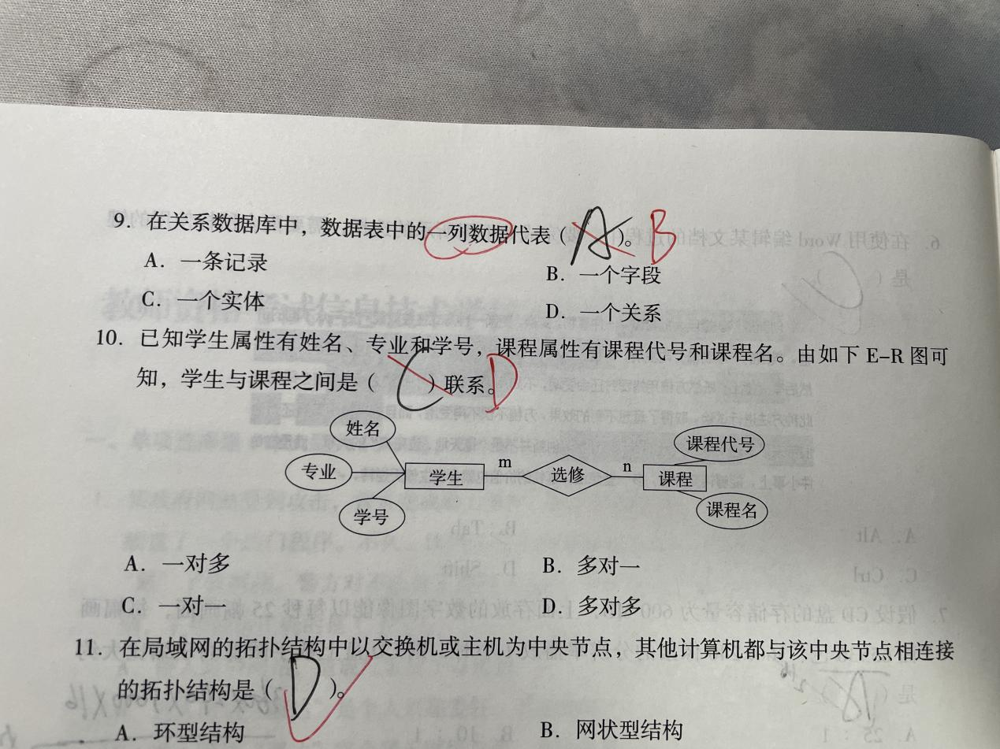 9. 在关系数据库中，数据表中的一列数据代表（ A ）。 B
A. 一条记录
B. 一个字段
C. 一个实体
D. 一个关系
10. 已知学生属性有姓名、专业和学号，课程属性有课程代号和课程名。由如下 E-R 图可
知，学生与课程之间是（ C ）联系。 D
姓名
专业
学号
学生
m
选修
n
课程
课程代号
课程名
A. 一对多
B. 多对一
C. 一对一
D. 多对多
11. 在局域网的拓扑结构中以交换机或主机为中央节点，其他计算机都与该中央节点相连接
的拓扑结构是（ D ）。
A. 环型结构
B. 网状型结构